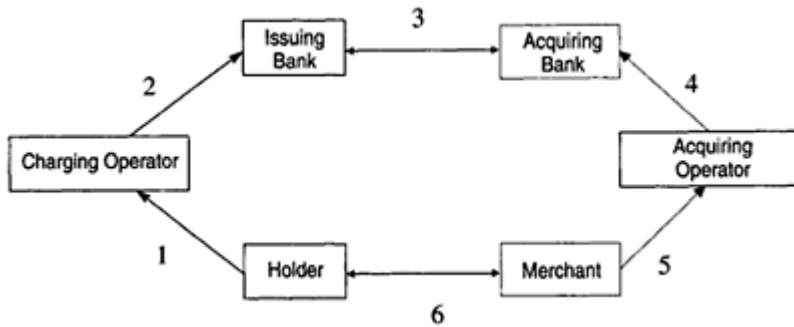 3
Issuing
Bank
Acquiring
Bank
2
4
Charging Operator
Acquiring
Operator
1
Holder
Merchant
5
6